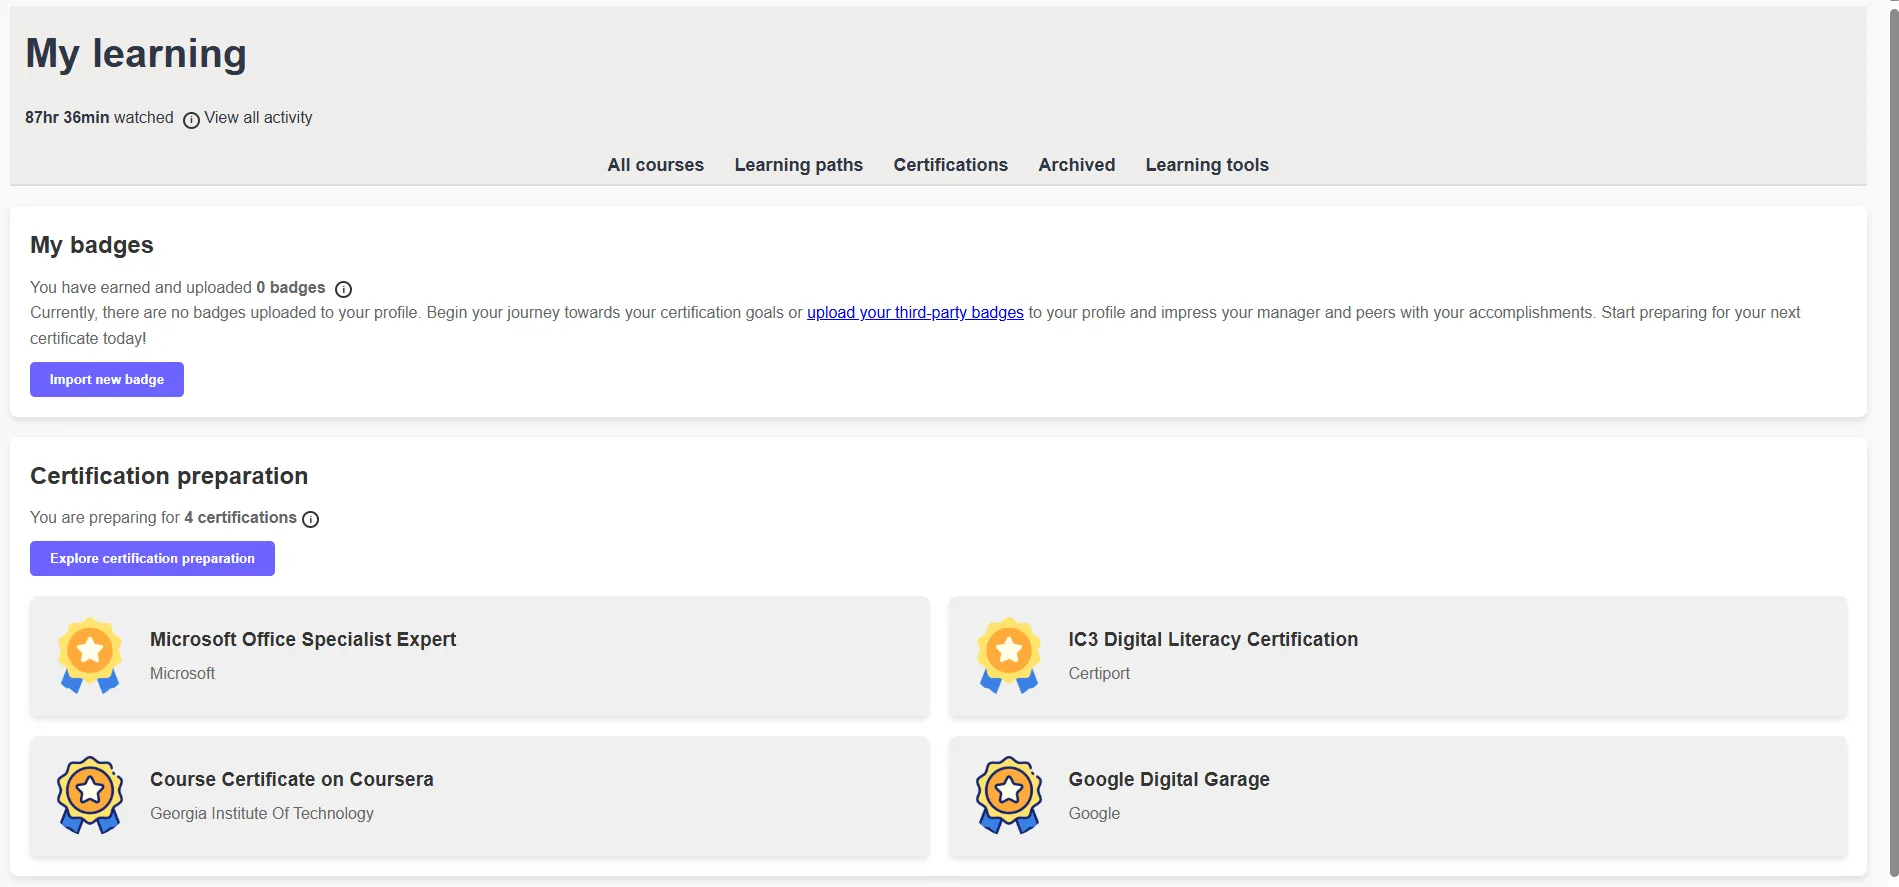 My learning
87hr 36min watched View all activity
All courses Learning paths Certifications Archived Learning tools
My badges
You have earned and uploaded 0 badges
Currently, there are no badges uploaded to your profile. Begin your journey towards your certification goals or upload your third-party badges to your profile and impress your manager and peers with your accomplishments. Start preparing for your next
certificate today!
Import new badge
Certification preparation
You are preparing for 4 certifications
Explore certification preparation
Microsoft Office Specialist Expert
Microsoft
IC3 Digital Literacy Certification
Certiport
Course Certificate on Coursera
Georgia Institute Of Technology
Google Digital Garage
Google